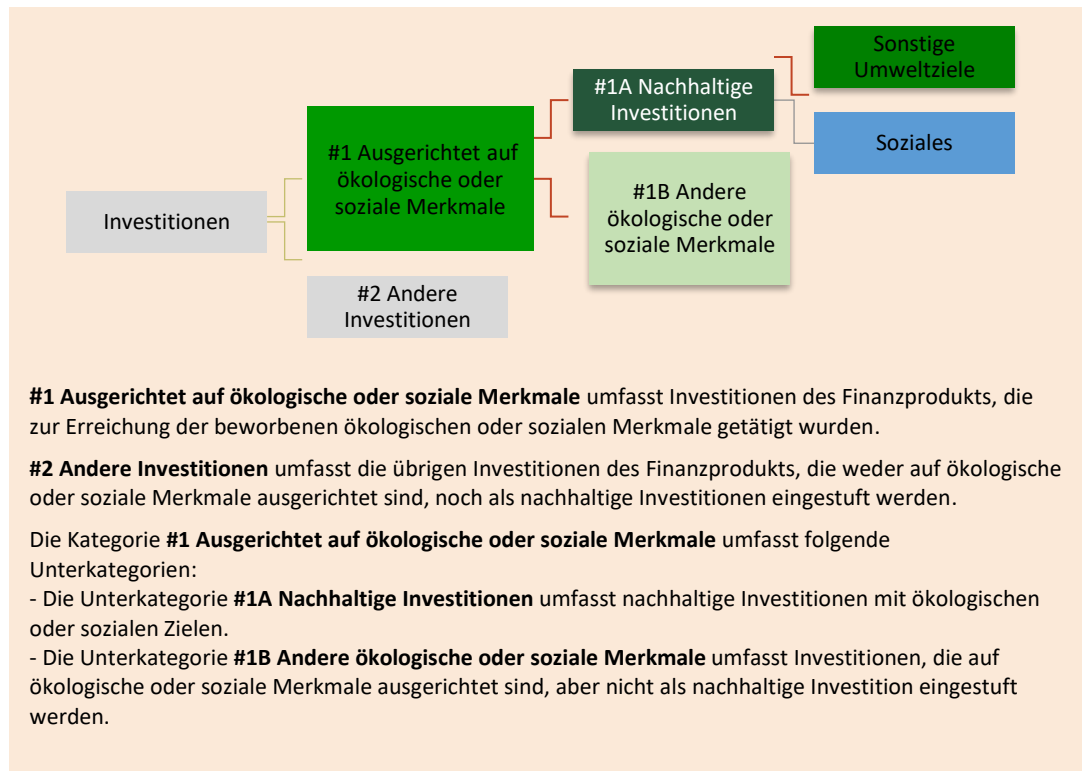 Sonstige
Umweltziele
#1A Nachhaltige
Investitionen
Soziales
#1 Ausgerichtet auf
ökologische oder
soziale Merkmale
#1B Andere
ökologische oder
soziale Merkmale
Investitionen
#2 Andere
Investitionen
#1 Ausgerichtet auf ökologische oder soziale Merkmale umfasst Investitionen des Finanzprodukts, die
zur Erreichung der beworbenen ökologischen oder sozialen Merkmale getätigt wurden.
#2 Andere Investitionen umfasst die übrigen Investitionen des Finanzprodukts, die weder auf ökologische
oder soziale Merkmale ausgerichtet sind, noch als nachhaltige Investitionen eingestuft werden.
Die Kategorie #1 Ausgerichtet auf ökologische oder soziale Merkmale umfasst folgende
Unterkategorien:
- Die Unterkategorie #1A Nachhaltige Investitionen umfasst nachhaltige Investitionen mit ökologischen
oder sozialen Zielen.
- Die Unterkategorie #1B Andere ökologische oder soziale Merkmale umfasst Investitionen, die auf
ökologische oder soziale Merkmale ausgerichtet sind, aber nicht als nachhaltige Investition eingestuft
werden.